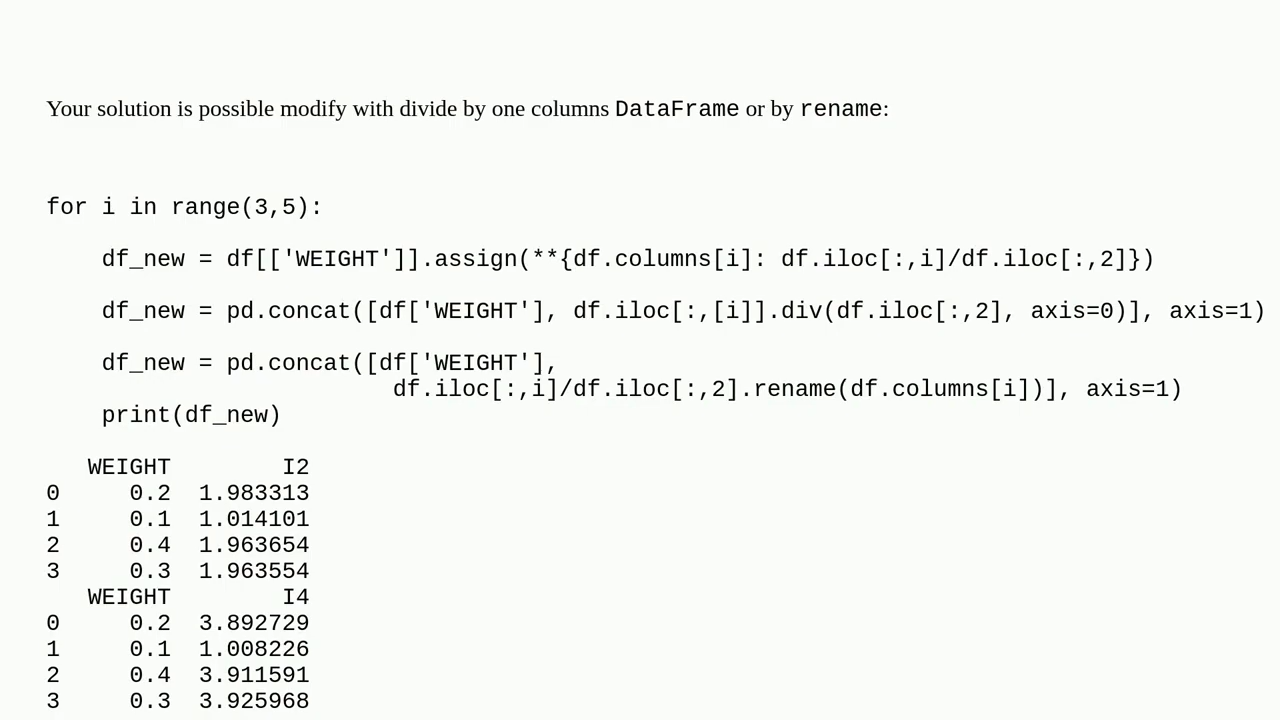 Your solution is possible modify with divide by one columns DataFrame or by rename:
for i in range(3,5):
    df_new = df[['WEIGHT']].assign(**{df.columns[i]: df.iloc[:,i]/df.iloc[:,2]})
    df_new = pd.concat([df['WEIGHT'], df.iloc[:,[i]].div(df.iloc[:,2], axis=0)], axis=1)
    df_new = pd.concat([df['WEIGHT'],
                         df.iloc[:,i]/df.iloc[:,2].rename(df.columns[i])], axis=1)
    print(df_new)
   WEIGHT        I2
0     0.2  1.983313
1     0.1  1.014101
2     0.4  1.963654
3     0.3  1.963554
   WEIGHT        I4
0     0.2  3.892729
1     0.1  1.008226
2     0.4  3.911591
3     0.3  3.925968